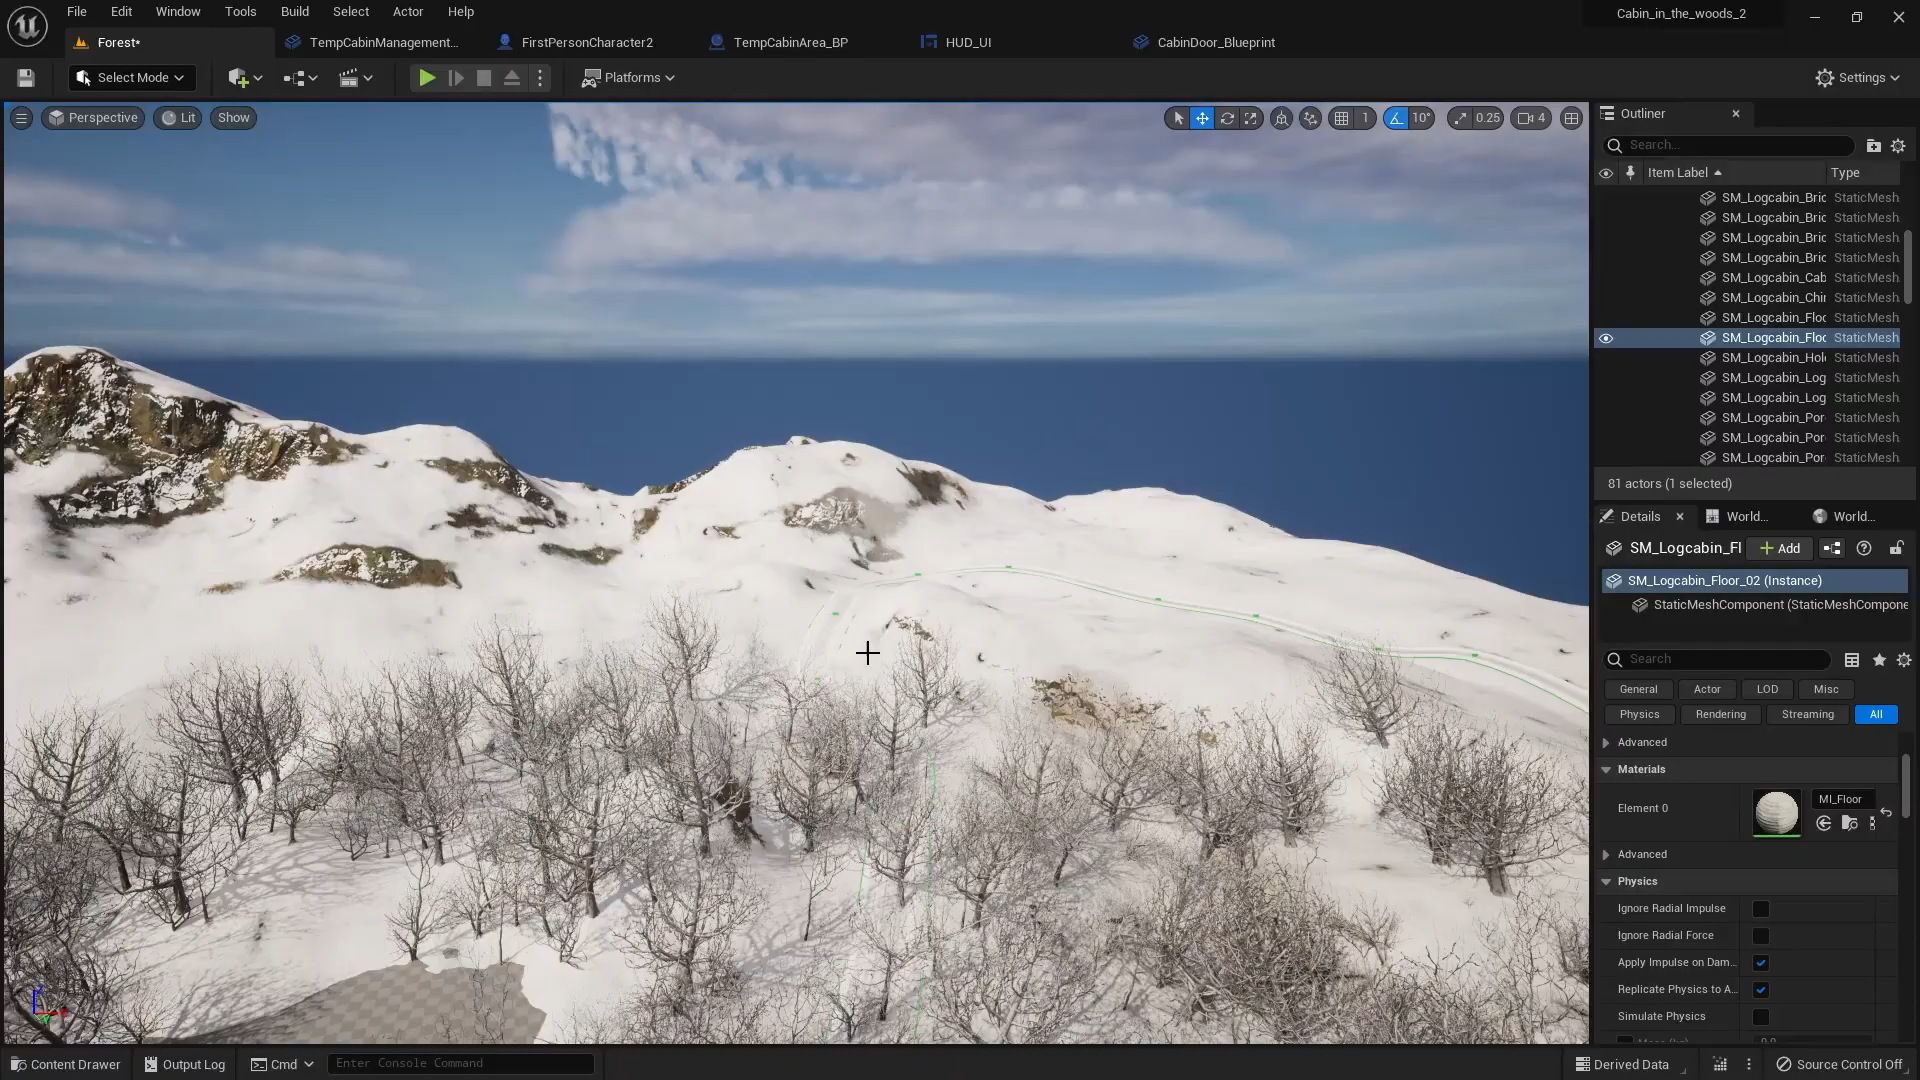 File Edit Window Tools Build Select Actor Help
Cabin_in_the_woods_2
Forest*
TempCabinManagement...
FirstPersonCharacter2
TempCabinArea_BP
HUD_UI
CabinDoor_Blueprint
Select Mode
Platforms
Settings
Perspective
Lit
Show
1
10°
0.25
4
Outliner
Search...
Item Label
Type
SM_Logcabin_Bric StaticMesh
SM_Logcabin_Bric StaticMesh
SM_Logcabin_Bric StaticMesh
SM_Logcabin_Bric StaticMesh
SM_Logcabin_Cab StaticMesh
SM_Logcabin_Chir StaticMesh
SM_Logcabin_Floc StaticMesh
SM_Logcabin_Floc StaticMesh
SM_Logcabin_Hol StaticMesh
SM_Logcabin_Log StaticMesh
SM_Logcabin_Log StaticMesh
SM_Logcabin_Por StaticMesh
SM_Logcabin_Por StaticMesh
SM_Logcabin_Por StaticMesh
81 actors (1 selected)
Details
World...
World...
SM_Logcabin_Fl
Add
SM_Logcabin_Floor_02 (Instance)
StaticMeshComponent (StaticMeshCompone
Search
General Actor LOD Misc
Physics Rendering Streaming All
Advanced
Materials
Element 0
MI_Floor
Advanced
Physics
Ignore Radial Impulse
Ignore Radial Force
Apply Impulse on Dam...
Replicate Physics to A...
Simulate Physics
Content Drawer
Output Log
Cmd
Enter Console Command
Derived Data
Source Control Off